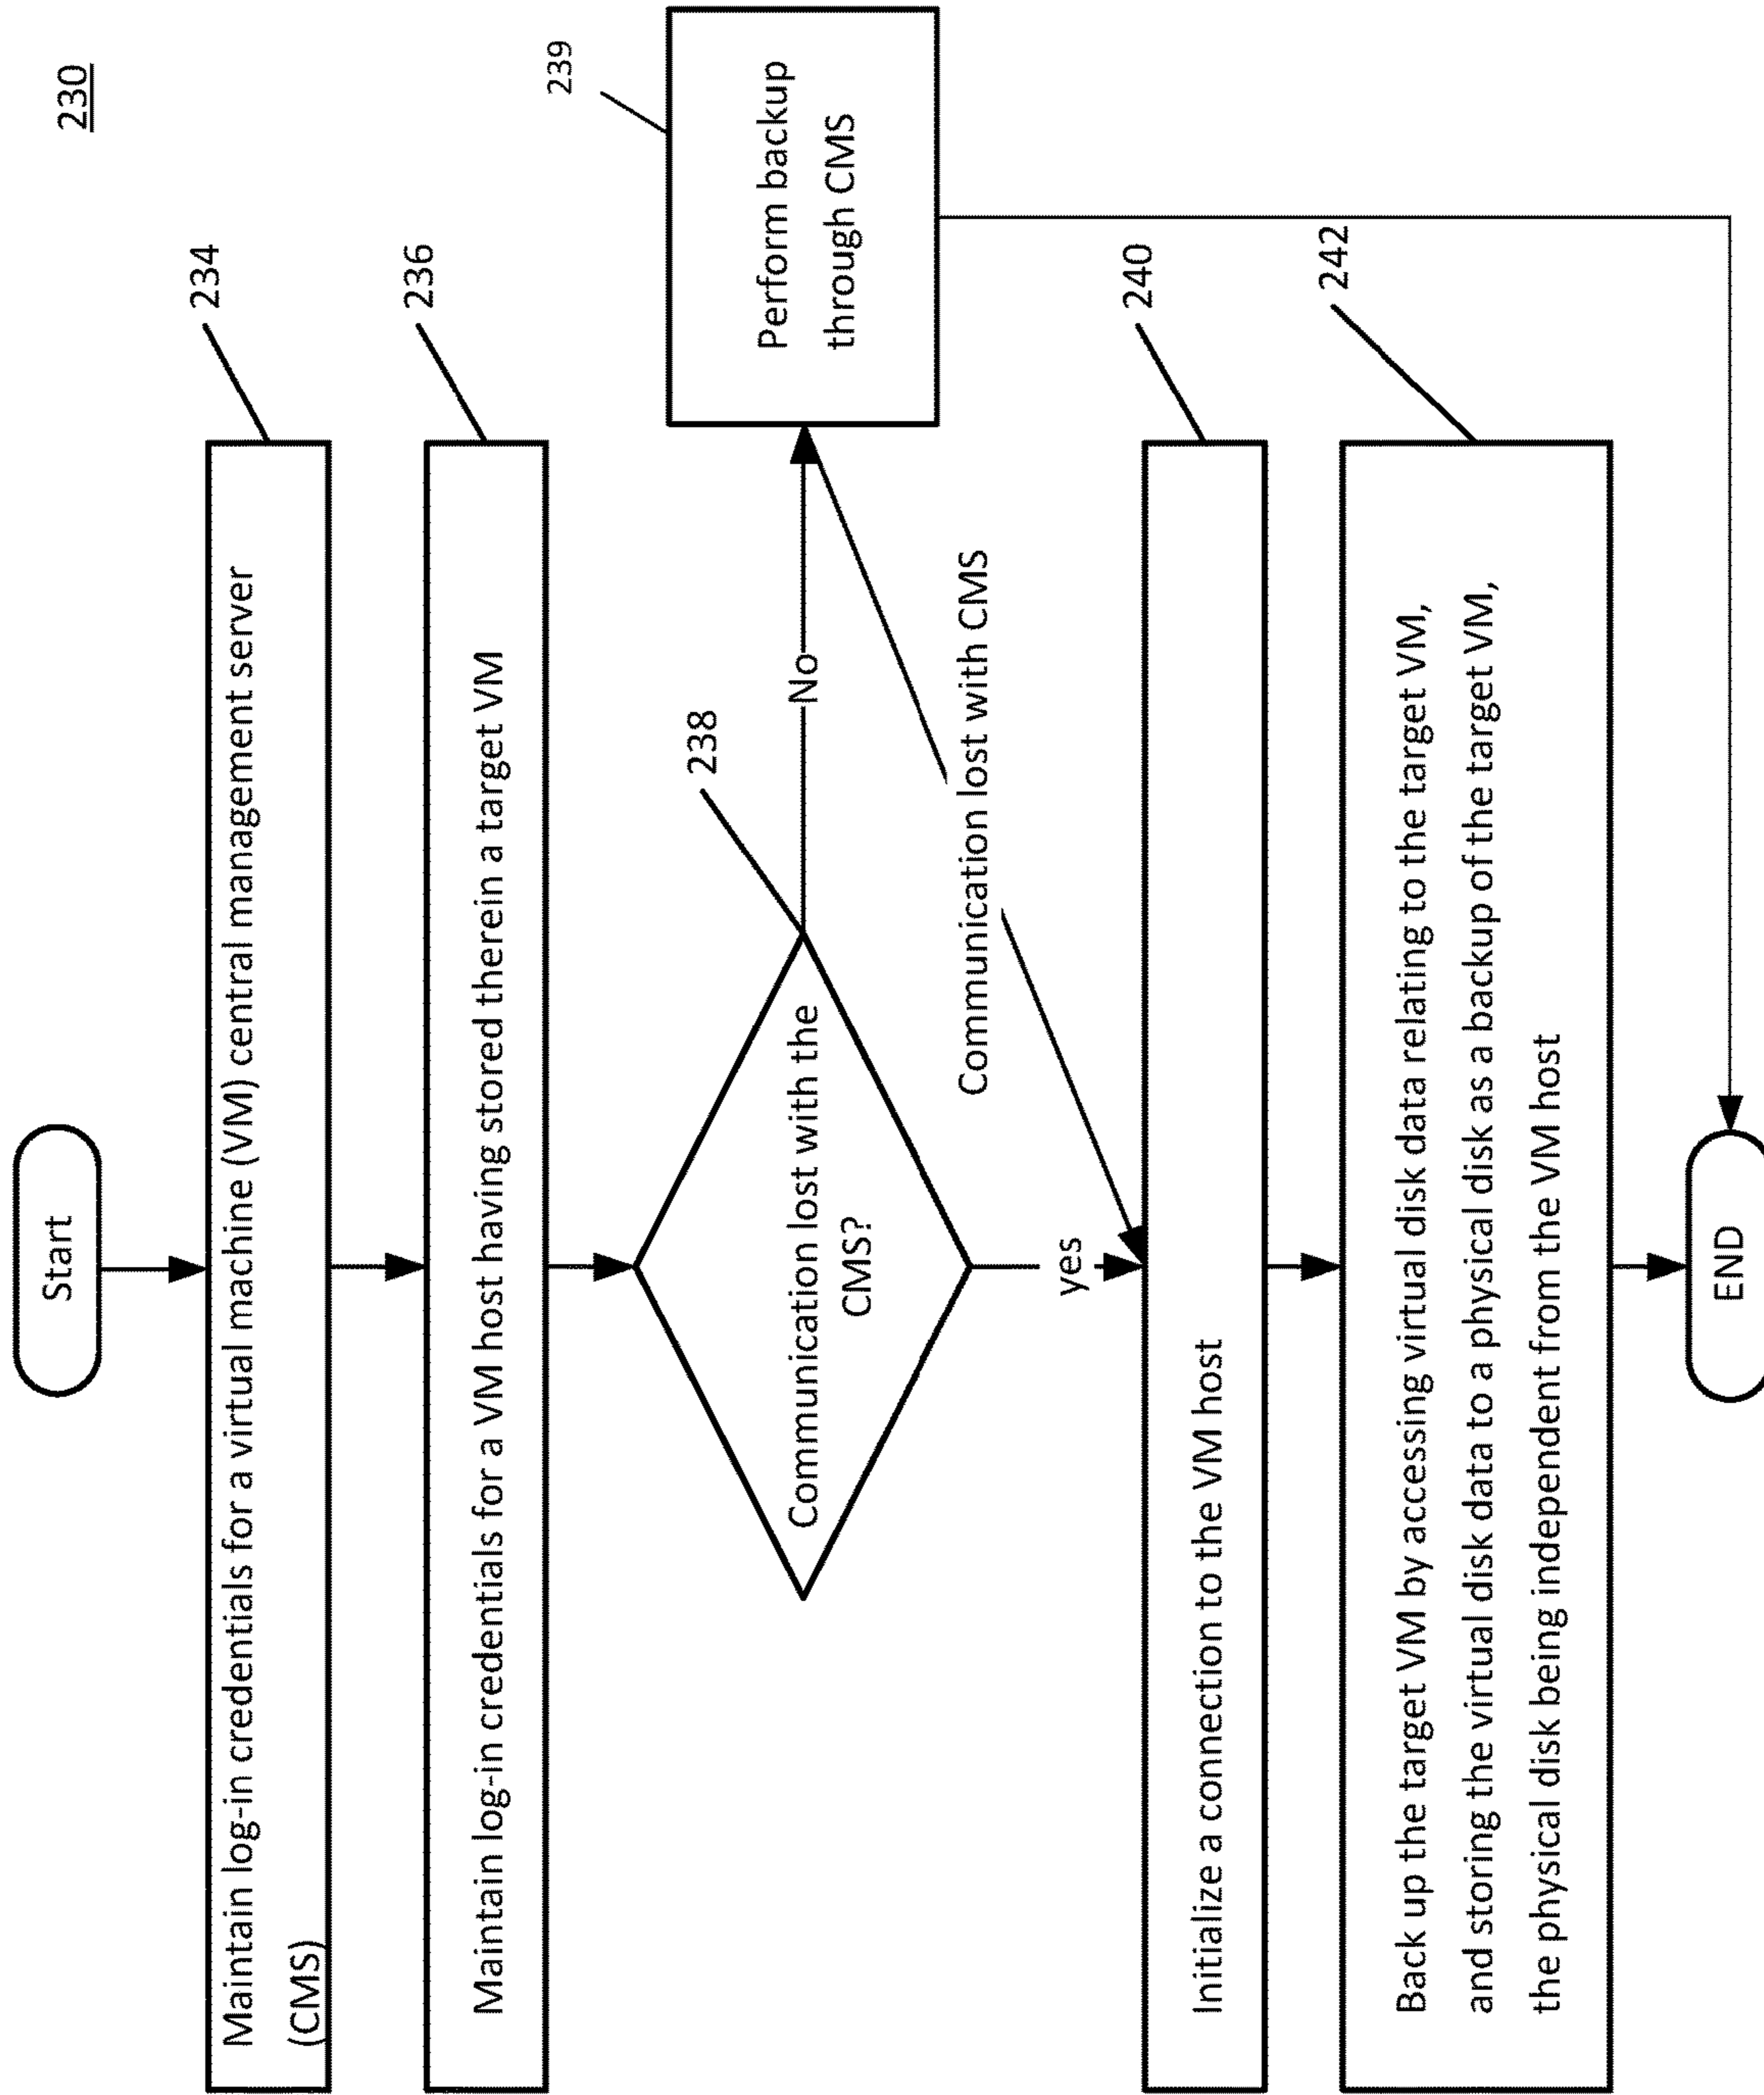 230
Start
234
Maintain log-in credentials for a virtual machine (VM) central management server
(CMS)
236
Maintain log-in credentials for a VM host having stored therein a target VM
238
Communication lost with the
CMS?
No
239
Perform backup
through CMS
Communication lost with CMS
yes
240
Initialize a connection to the VM host
242
Back up the target VM by accessing virtual disk data relating to the target VM,
and storing the virtual disk data to a physical disk as a backup of the target VM,
the physical disk being independent from the VM host
END